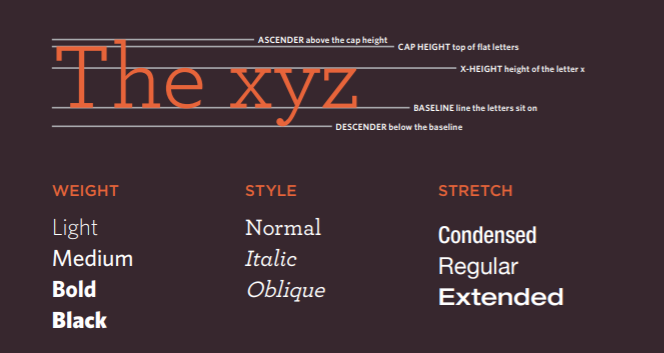 The xyz
ASCENDER above the cap height
CAP HEIGHT top of flat letters
X-HEIGHT height of the letter x
BASELINE line the letters sit on
DESCENDER below the baseline
WEIGHT
Light
Medium
Bold
Black
STYLE
Normal
Italic
Oblique
STRETCH
Condensed
Regular
Extended